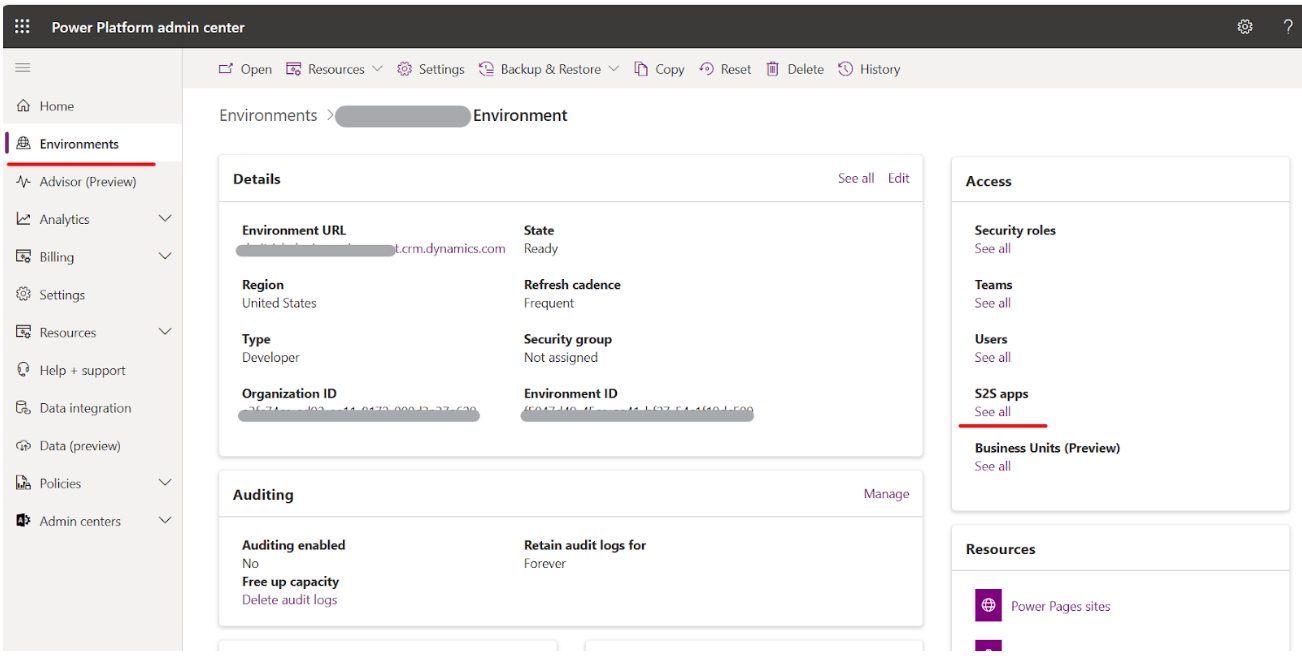 Power Platform admin center
?
Home
Environments
Advisor (Preview)
Analytics
Billing
Settings
Resources
Help + support
Data integration
Data (preview)
Policies
Admin centers
Open Resources Settings Backup & Restore Copy Reset Delete History
Environments > Environment
Details See all Edit
Environment URL
t.crm.dynamics.com
State
Ready
Region
United States
Refresh cadence
Frequent
Type
Developer
Security group
Not assigned
Organization ID
Environment ID
Auditing Manage
Auditing enabled
No
Retain audit logs for
Forever
Free up capacity
Delete audit logs
Access
Security roles
See all
Teams
See all
Users
See all
S2S apps
See all
Business Units (Preview)
See all
Resources
Power Pages sites